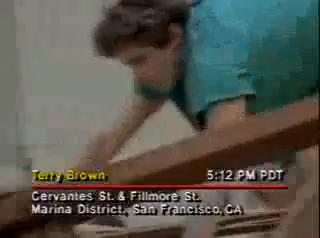 Terry Brown 5:12 PM PDT
Cervantes St. & Fillmore St.
Marina District, San Francisco, CA